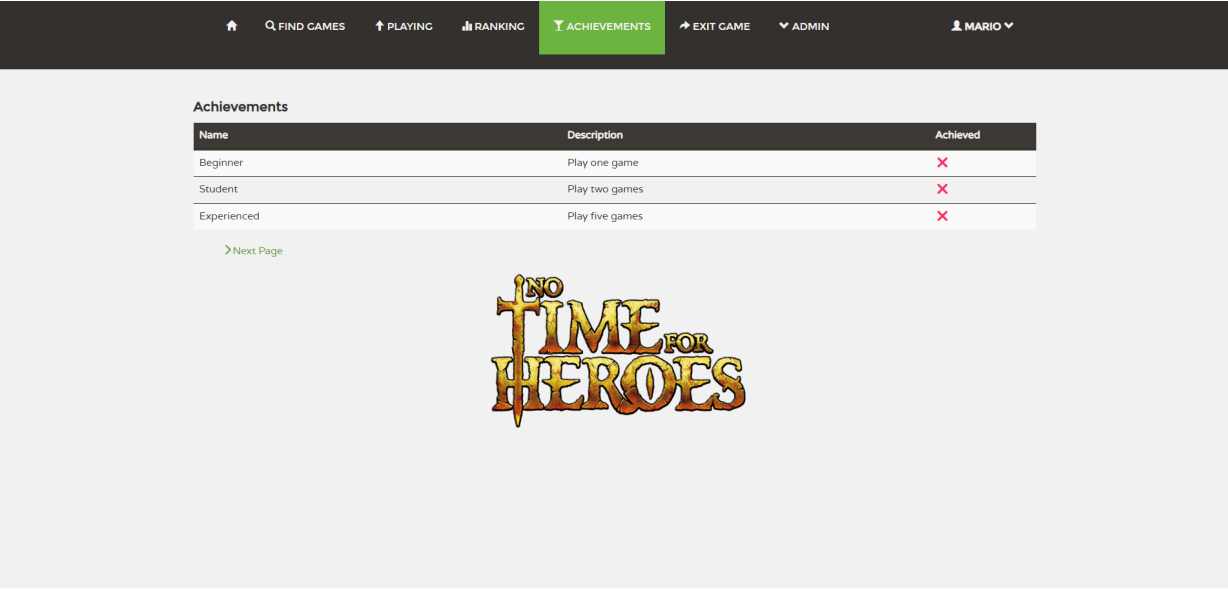 FIND GAMES PLAYING RANKING ACHIEVEMENTS EXIT GAME ADMIN MARIO
Achievements
Name Description Achieved
Beginner Play one game
Student Play two games
Experienced Play five games
Next Page
NO
TIME FOR
HEROES